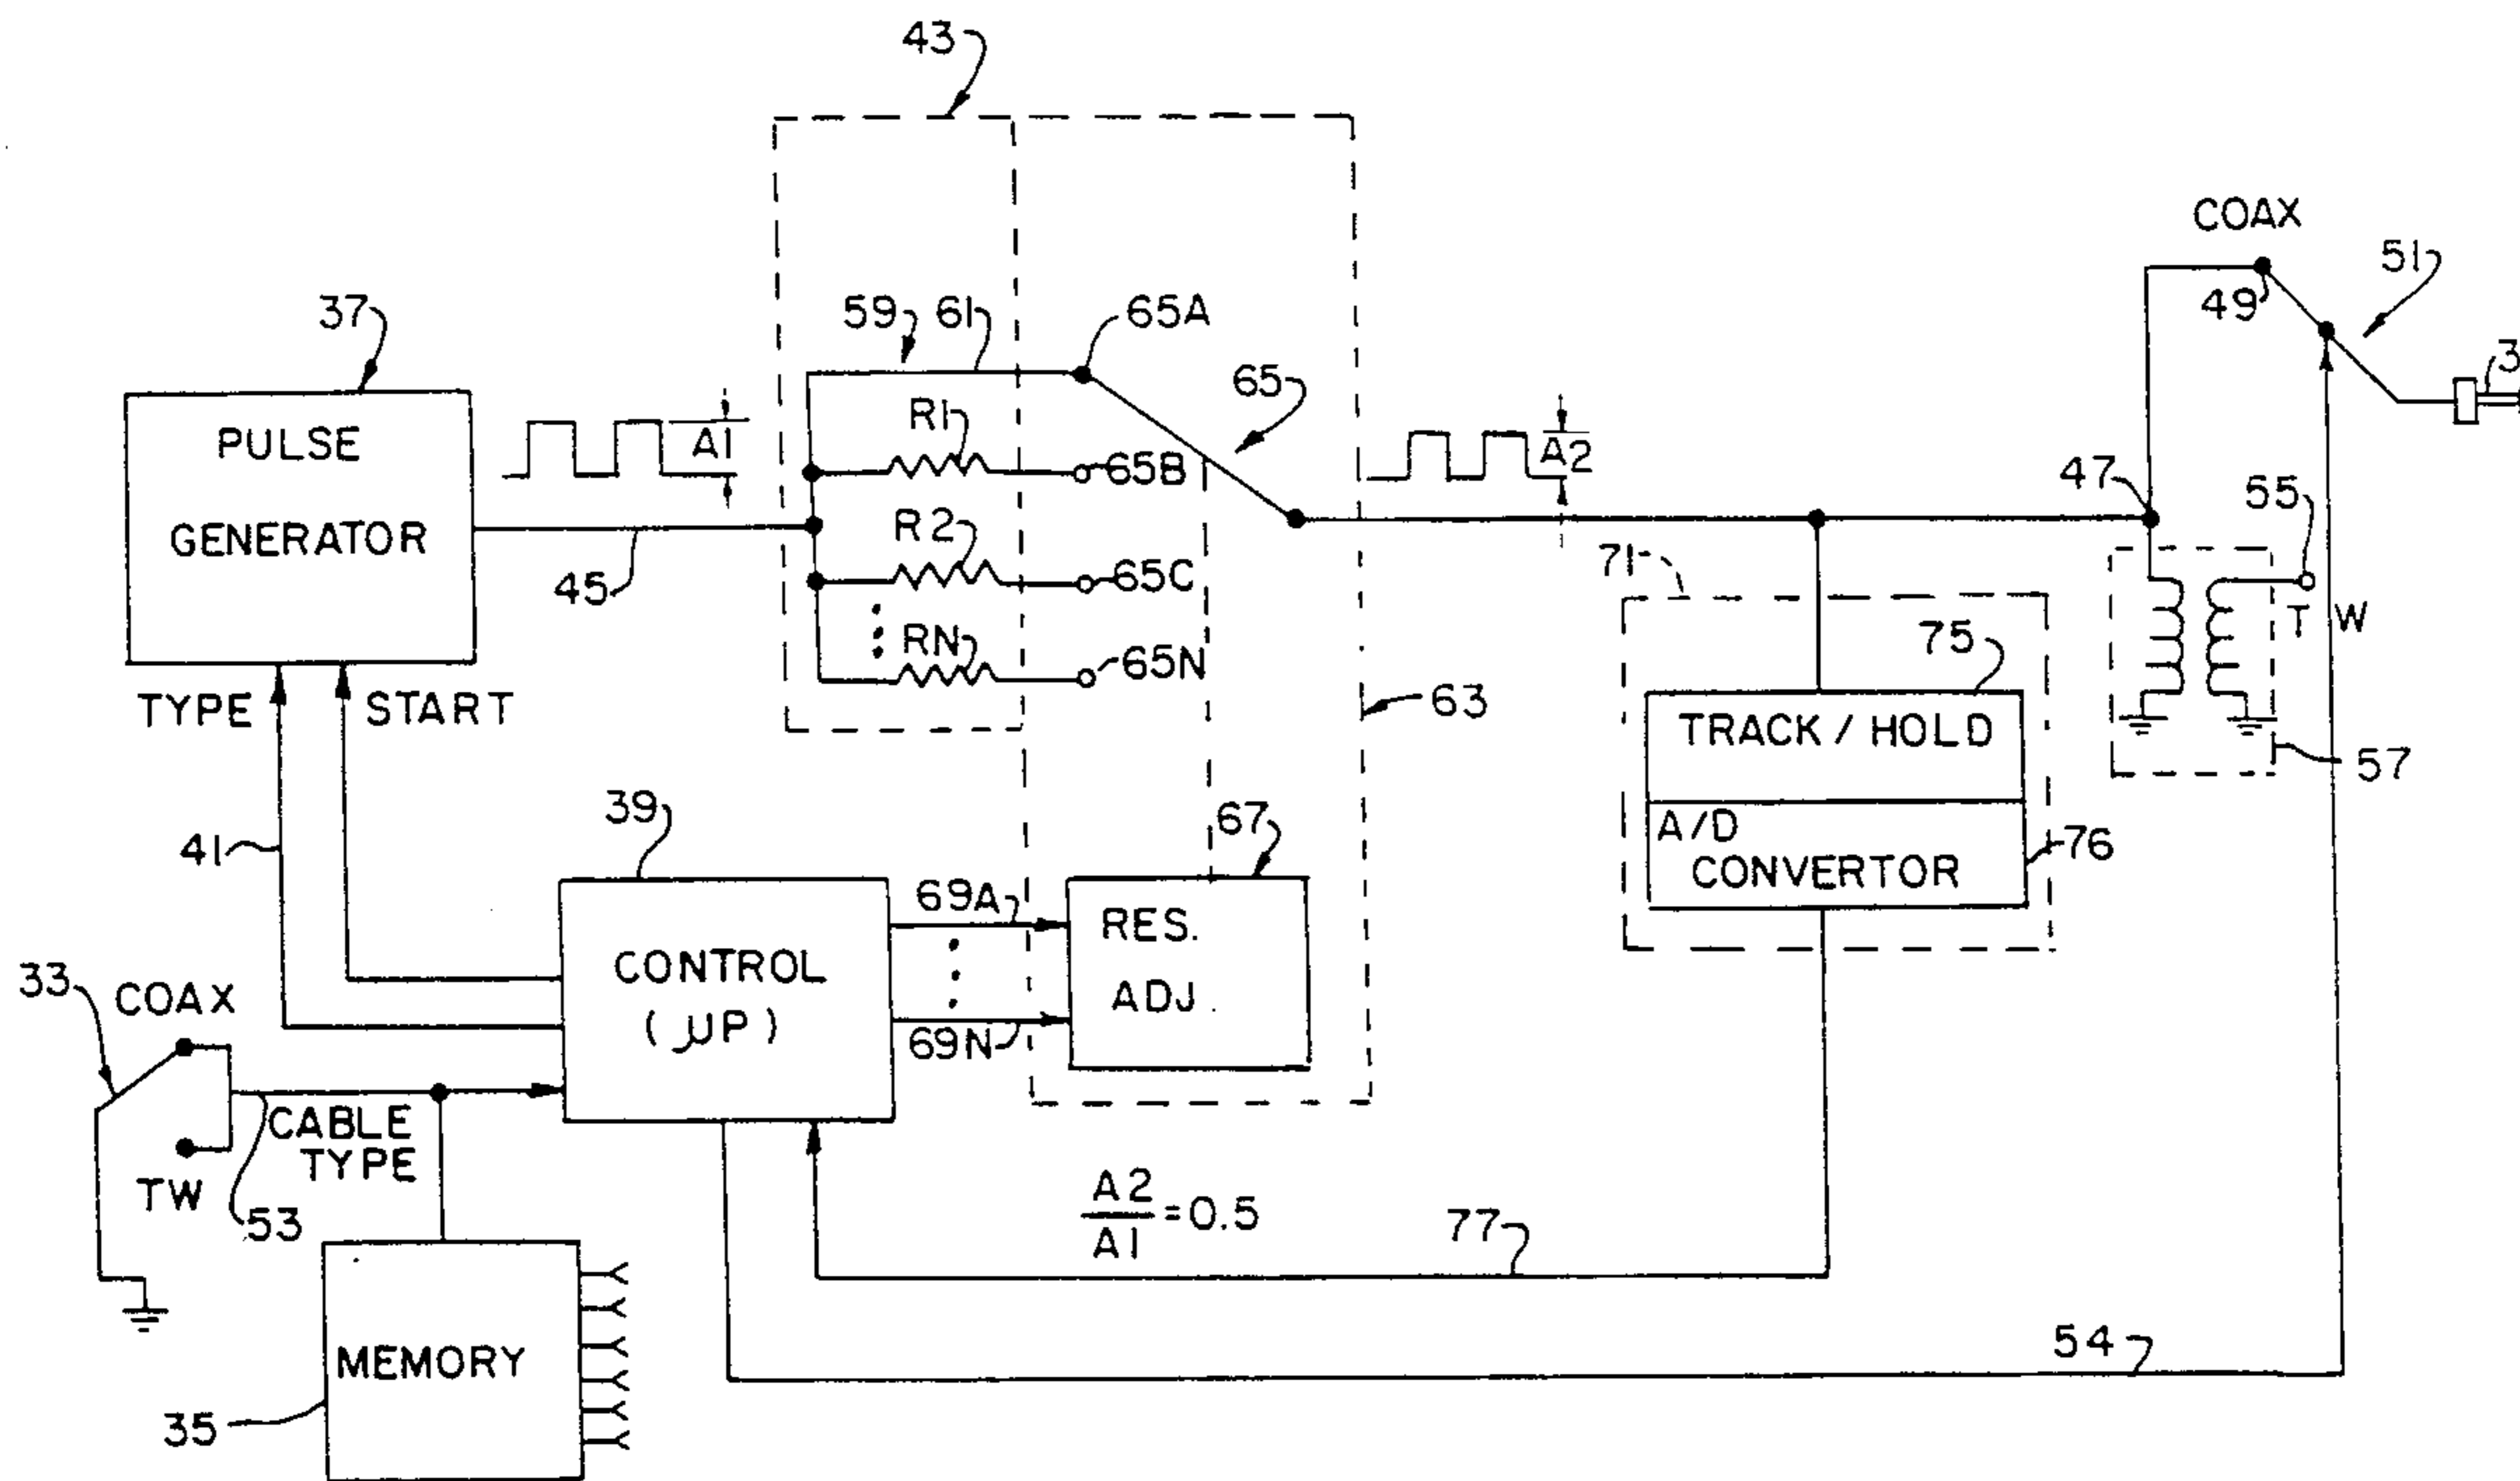 43
COAX
51
49
37
59
61
65A
65
3
PULSE
GENERATOR
A1
R1
65B
A2
47
55
R2
65C
45
71
T W
RN
65N
75
TYPE
START
63
TRACK / HOLD
57
39
67
A/D
CONVERTOR
76
41
69A
RES.
ADJ.
CONTROL
(μP)
69N
33
COAX
CABLE
TYPE
TW
53
A2
A1
=0.5
77
54
MEMORY
35